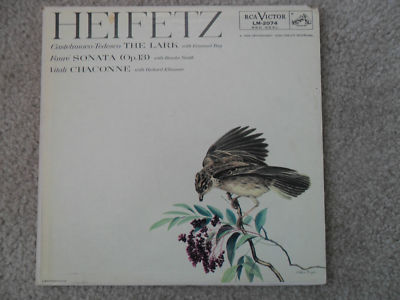 HEIFETZ
RCA VICTOR
LM-2074
Castelnuovo-Tedesco THE LARK with Emanuel Bay
Fauré SONATA (Op. 13) with Brooks Smith
Vitali CHACONNE with Richard Ellsasser